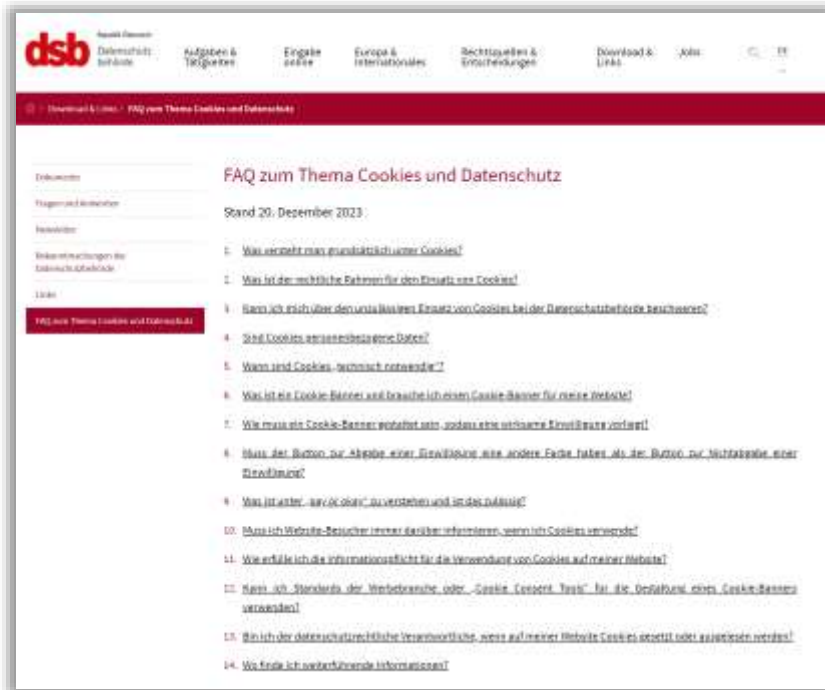 dsb
Republik Österreich
Datenschutz
behörde
Aufgaben &
Tätigkeiten
Eingabe
online
Europa &
Internationales
Rechtsquellen &
Entscheidungen
Download &
Links
Jobs
Download & Links / FAQ zum Thema Cookies und Datenschutz
Dokumente
Fragen und Antworten
Newsletter
Bekanntmachungen der
Datenschutzbehörde
Links
FAQ zum Thema Cookies und Datenschutz
FAQ zum Thema Cookies und Datenschutz
Stand 20. Dezember 2023
1. Was versteht man grundsätzlich unter Cookies?
2. Was ist der rechtliche Rahmen für den Einsatz von Cookies?
3. Kann ich mich über den unzulässigen Einsatz von Cookies bei der Datenschutzbehörde beschweren?
4. Sind Cookies personenbezogene Daten?
5. Wann sind Cookies „technisch notwendig“?
6. Was ist ein Cookie-Banner und brauche ich einen Cookie-Banner für meine Website?
7. Wie muss ein Cookie-Banner gestaltet sein, sodass eine wirksame Einwilligung vorliegt?
8. Muss der Button zur Abgabe einer Einwilligung eine andere Farbe haben als der Button zur Nichtabgabe einer
Einwilligung?
9. Was ist unter „pay or okay“ zu verstehen und ist das zulässig?
10. Muss ich Website-Besucher immer darüber informieren, wenn ich Cookies verwende?
11. Wie erfülle ich die Informationspflicht für die Verwendung von Cookies auf meiner Website?
12. Kann ich Standards der Werbebranche oder „Cookie Consent Tools“ für die Gestaltung eines Cookie-Banners
verwenden?
13. Bin ich der datenschutzrechtliche Verantwortliche, wenn auf meiner Website Cookies gesetzt oder ausgelesen werden?
14. Wo finde ich weiterführende Informationen?